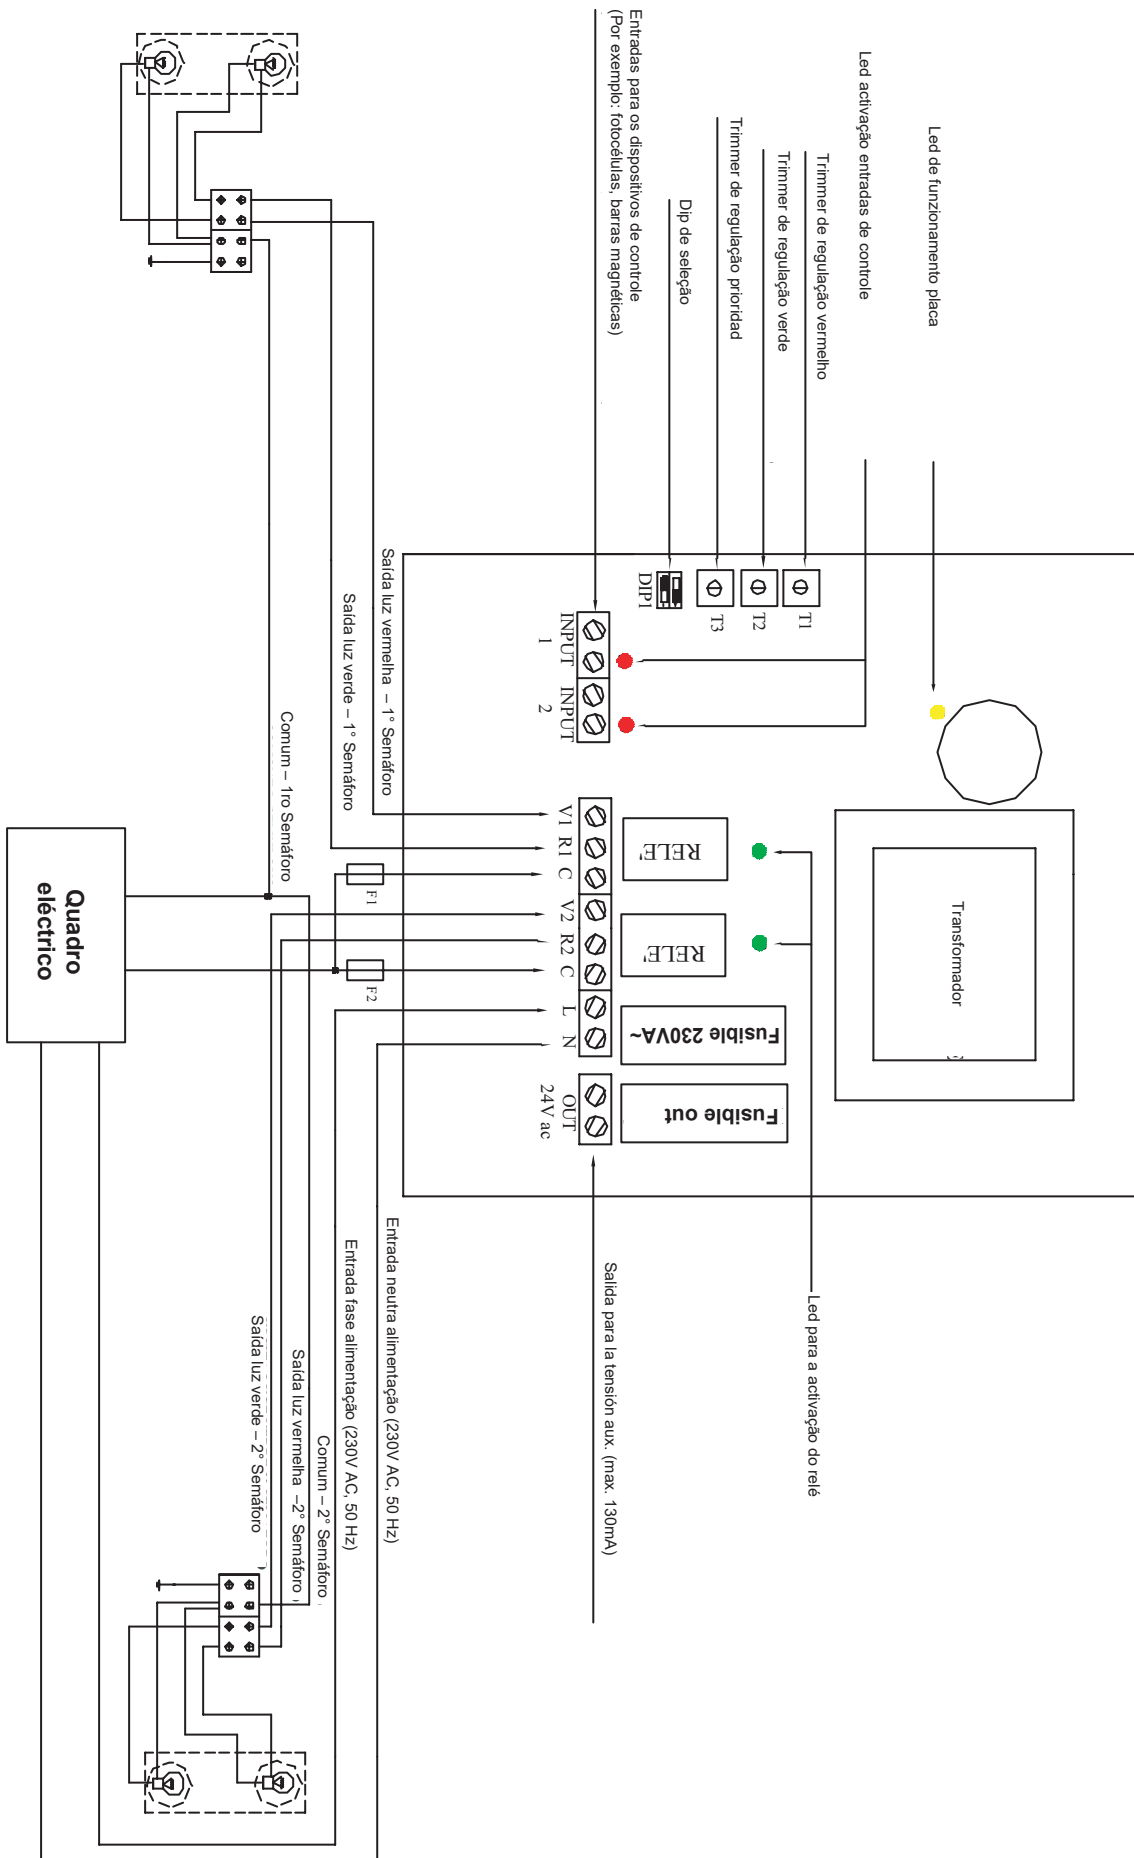 Led de funzionamento placa
Led activação entradas de controle
Trimmer de regulação vermelho
Trimmer de regulação verde
Trimmer de regulação prioridad
Dip de seleção
Entradas para os dispositivos de controle
(Por exemplo: fotocélulas, barras magnéticas)
T1
T2
T3
DIP1
INPUT
1
INPUT
2
V1
R1
C
V2
R2
C
L
N
OUT
24V ac
RELE'
RELE'
Fusible 230VA~
Fusible out
Transformador
Led para a activação do relé
Salida para la tensión aux. (max. 130mA)
Saída luz vermelha – 1° Semáforo
Saída luz verde – 1° Semáforo
Comum – 1ro Semáforo
F1
F2
Quadro
eléctrico
Entrada neutra alimentação (230V AC, 50 Hz)
Entrada fase alimentação (230V AC, 50 Hz)
Comum – 2° Semáforo
Saída luz vermelha –2° Semáforo
Saída luz verde – 2° Semáforo